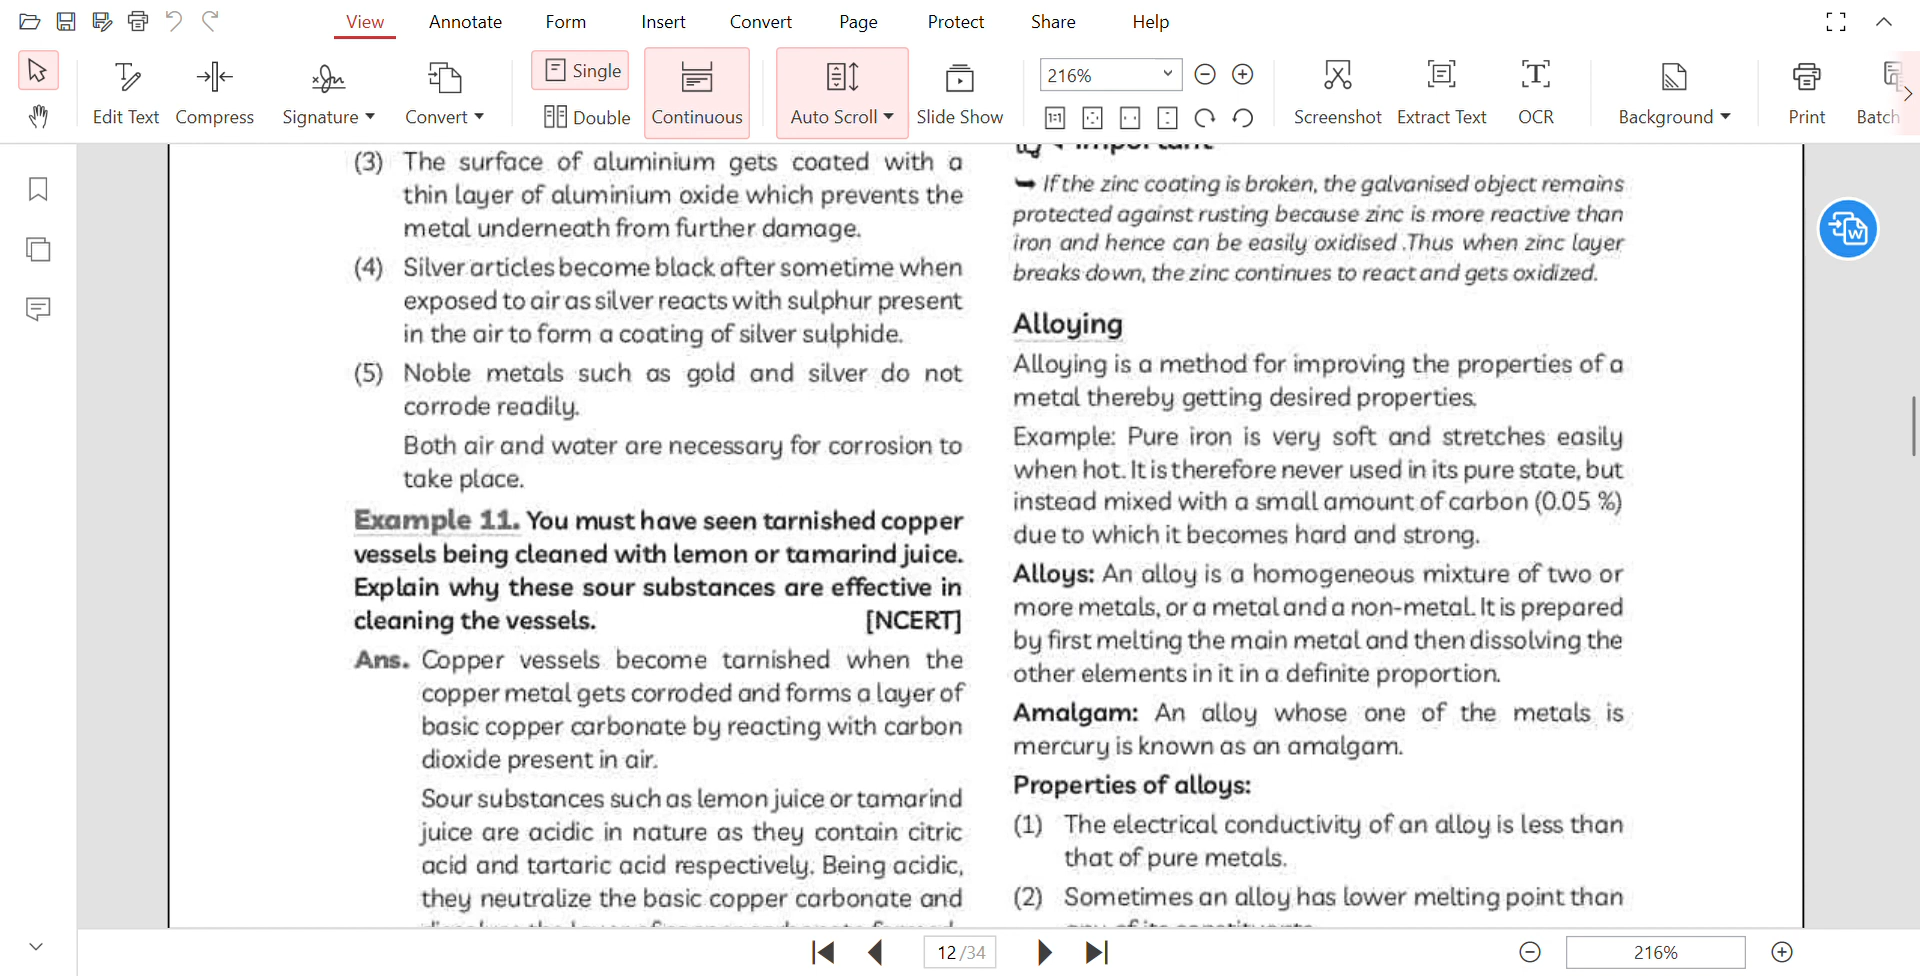 View Annotate Form Insert Convert Page Protect Share Help
Edit Text Compress Signature Convert Single Double Continuous Auto Scroll Slide Show 216% 1:1 Screenshot Extract Text OCR Background Print Batch
(3) The surface of aluminium gets coated with a
thin layer of aluminium oxide which prevents the
metal underneath from further damage.
(4) Silver articles become black after sometime when
exposed to air as silver reacts with sulphur present
in the air to form a coating of silver sulphide.
(5) Noble metals such as gold and silver do not
corrode readily.
Both air and water are necessary for corrosion to
take place.
Example 11. You must have seen tarnished copper
vessels being cleaned with lemon or tamarind juice.
Explain why these sour substances are effective in
cleaning the vessels. [NCERT]
Ans. Copper vessels become tarnished when the
copper metal gets corroded and forms a layer of
basic copper carbonate by reacting with carbon
dioxide present in air.
Sour substances such as lemon juice or tamarind
juice are acidic in nature as they contain citric
acid and tartaric acid respectively. Being acidic,
they neutralize the basic copper carbonate and
Important
If the zinc coating is broken, the galvanised object remains
protected against rusting because zinc is more reactive than
iron and hence can be easily oxidised .Thus when zinc layer
breaks down, the zinc continues to react and gets oxidized.
Alloying
Alloying is a method for improving the properties of a
metal thereby getting desired properties.
Example: Pure iron is very soft and stretches easily
when hot. It is therefore never used in its pure state, but
instead mixed with a small amount of carbon (0.05 %)
due to which it becomes hard and strong.
Alloys: An alloy is a homogeneous mixture of two or
more metals, or a metal and a non-metal. It is prepared
by first melting the main metal and then dissolving the
other elements in it in a definite proportion.
Amalgam: An alloy whose one of the metals is
mercury is known as an amalgam.
Properties of alloys:
(1) The electrical conductivity of an alloy is less than
that of pure metals.
(2) Sometimes an alloy has lower melting point than
any of its constituents.
12 /34 216%